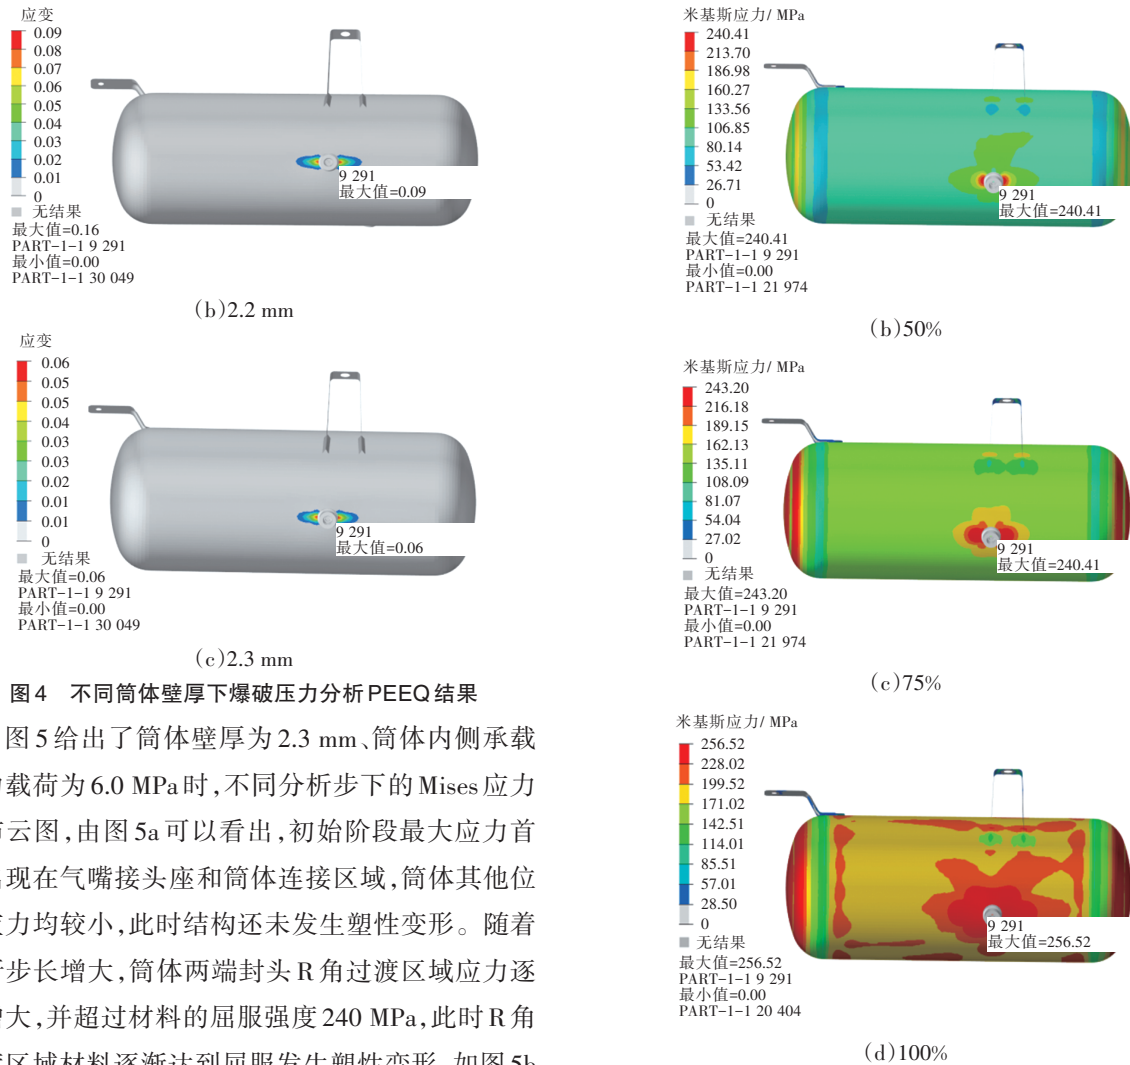 应变
0.09
0.08
0.07
0.06
0.05
0.04
0.03
0.02
0.01
0
无结果
最大值=0.16
PART-1-1 9 291
最小值=0.00
PART-1-1 30 049
9 291
最大值=0.09
(b)2.2 mm
应变
0.06
0.05
0.05
0.04
0.03
0.03
0.02
0.01
0.01
0
无结果
最大值=0.06
PART-1-1 9 291
最小值=0.00
PART-1-1 30 049
9 291
最大值=0.06
(c)2.3 mm
图4 不同筒体壁厚下爆破压力分析PEEQ结果
图5给出了筒体壁厚为2.3 mm、筒体内侧承载
载荷为6.0 MPa时,不同分析步下的Mises应力
云图,由图5a可以看出,初始阶段最大应力首
现在气嘴接头座和筒体连接区域,筒体其他位
力均较小,此时结构还未发生塑性变形。随着
步长增大,筒体两端封头R角过渡区域应力逐
大,并超过材料的屈服强度240 MPa,此时R角
区域材料逐渐达到屈服发生塑性变形,如图5b
米基斯应力/ MPa
240.41
213.70
186.98
160.27
133.56
106.85
80.14
53.42
26.71
0
无结果
最大值=240.41
PART-1-1 9 291
最小值=0.00
PART-1-1 21 974
9 291
最大值=240.41
(b)50%
米基斯应力/ MPa
243.20
216.18
189.15
162.13
135.11
108.09
81.07
54.04
27.02
0
无结果
最大值=243.20
PART-1-1 9 291
最小值=0.00
PART-1-1 21 974
9 291
最大值=240.41
(c)75%
米基斯应力/ MPa
256.52
228.02
199.52
171.02
142.51
114.01
85.51
57.01
28.50
0
无结果
最大值=256.52
PART-1-1 9 291
最小值=0.00
PART-1-1 20 404
9 291
最大值=256.52
(d)100%